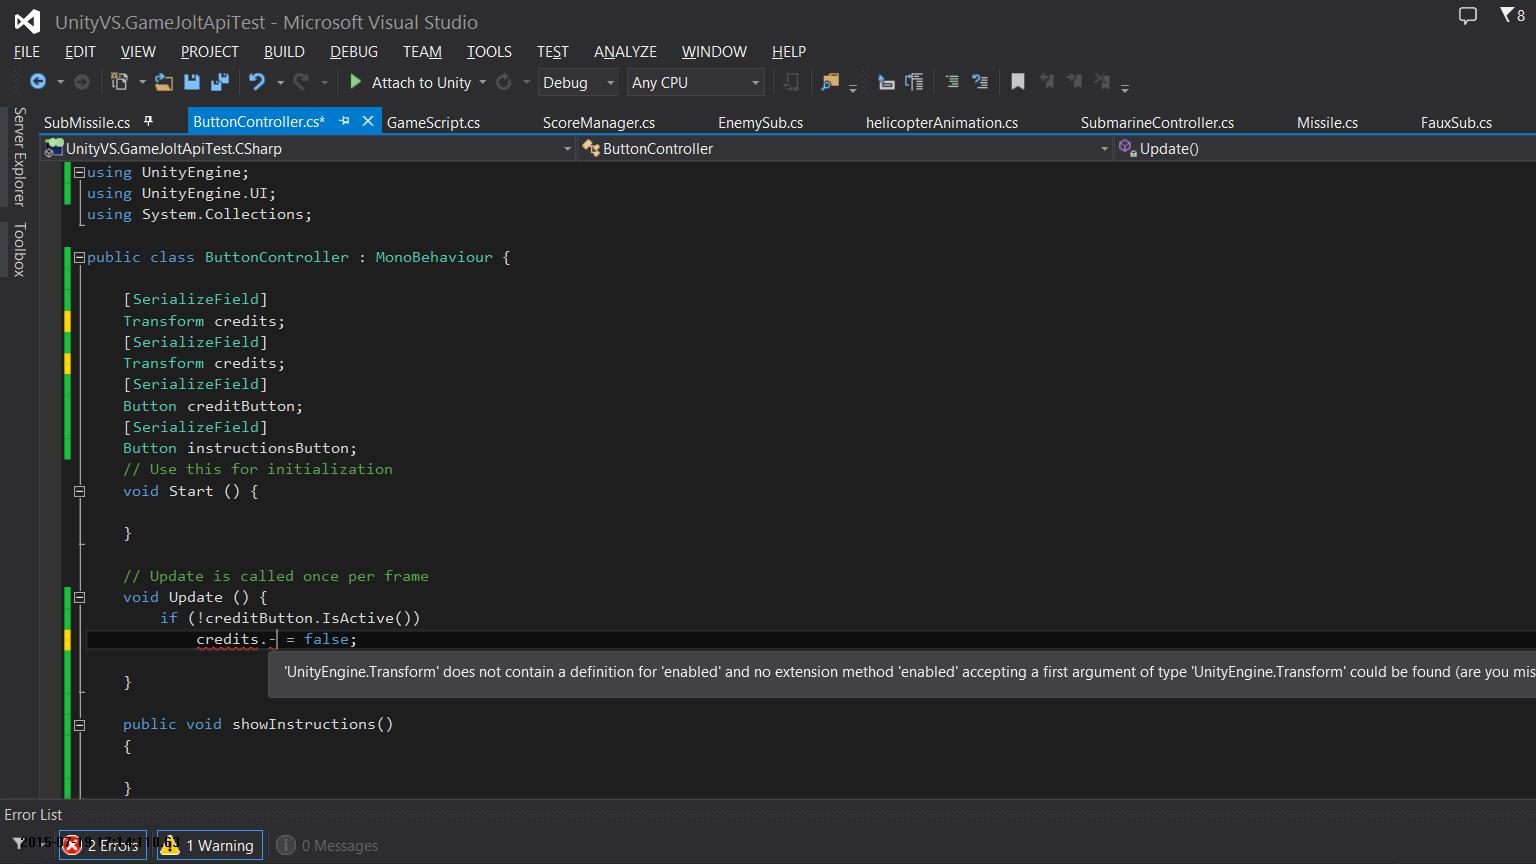 UnityVS.GameJoltApiTest - Microsoft Visual Studio
8
FILE EDIT VIEW PROJECT BUILD DEBUG TEAM TOOLS TEST ANALYZE WINDOW HELP
Attach to Unity Debug Any CPU
Server Explorer
Toolbox
SubMissile.cs ButtonController.cs* GameScript.cs ScoreManager.cs EnemySub.cs helicopterAnimation.cs SubmarineController.cs Missile.cs FauxSub.cs
UnityVS.GameJoltApiTest.CSharp ButtonController Update()
using UnityEngine;
using UnityEngine.UI;
using System.Collections;
public class ButtonController : MonoBehaviour {
[SerializeField]
Transform credits;
[SerializeField]
Transform credits;
[SerializeField]
Button creditButton;
[SerializeField]
Button instructionsButton;
// Use this for initialization
void Start () {
}
// Update is called once per frame
void Update () {
if (!creditButton.IsActive())
credits.- = false;
'UnityEngine.Transform' does not contain a definition for 'enabled' and no extension method 'enabled' accepting a first argument of type 'UnityEngine.Transform' could be found (are you mis
}
public void showInstructions()
{
}
Error List
2 Errors 1 Warning 0 Messages